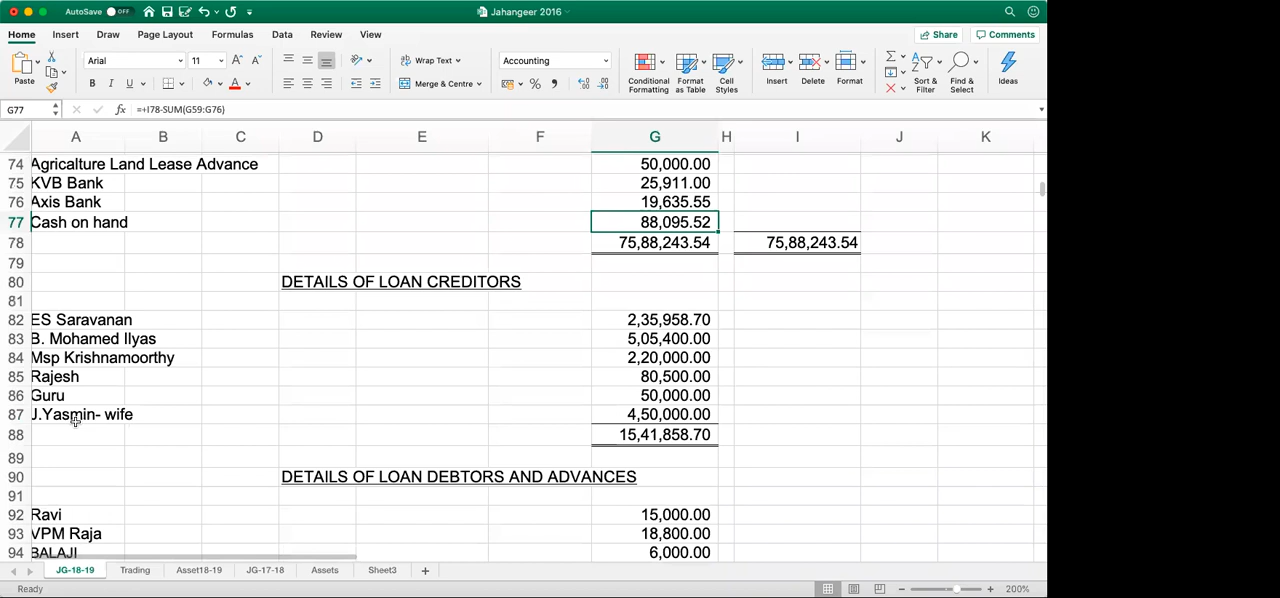 AutoSave OFF Jahangeer 2016
Home Insert Draw Page Layout Formulas Data Review View Share Comments
Paste Arial 11 A^ A˅ Wrap Text Accounting
B I U A Merge & Centre % , Conditional Formatting Format as Table Cell Styles Insert Delete Format Sort & Filter Find & Select Ideas
G77 fx =+I78-SUM(G59:G76)
A B C D E F G H I J K
74 Agricultural Land Lease Advance 50,000.00
75 KVB Bank 25,911.00
76 Axis Bank 19,635.55
77 Cash on hand 88,095.52
78 75,88,243.54 75,88,243.54
79
80 DETAILS OF LOAN CREDITORS
81
82 ES Saravanan 2,35,958.70
83 B. Mohamed Ilyas 5,05,400.00
84 Msp Krishnamoorthy 2,20,000.00
85 Rajesh 80,500.00
86 Guru 50,000.00
87 J.Yasmin- wife 4,50,000.00
88 15,41,858.70
89
90 DETAILS OF LOAN DEBTORS AND ADVANCES
91
92 Ravi 15,000.00
93 VPM Raja 18,800.00
94 BALAJI 6,000.00
JG-18-19 Trading Asset18-19 JG-17-18 Assets Sheet3 +
Ready 200%